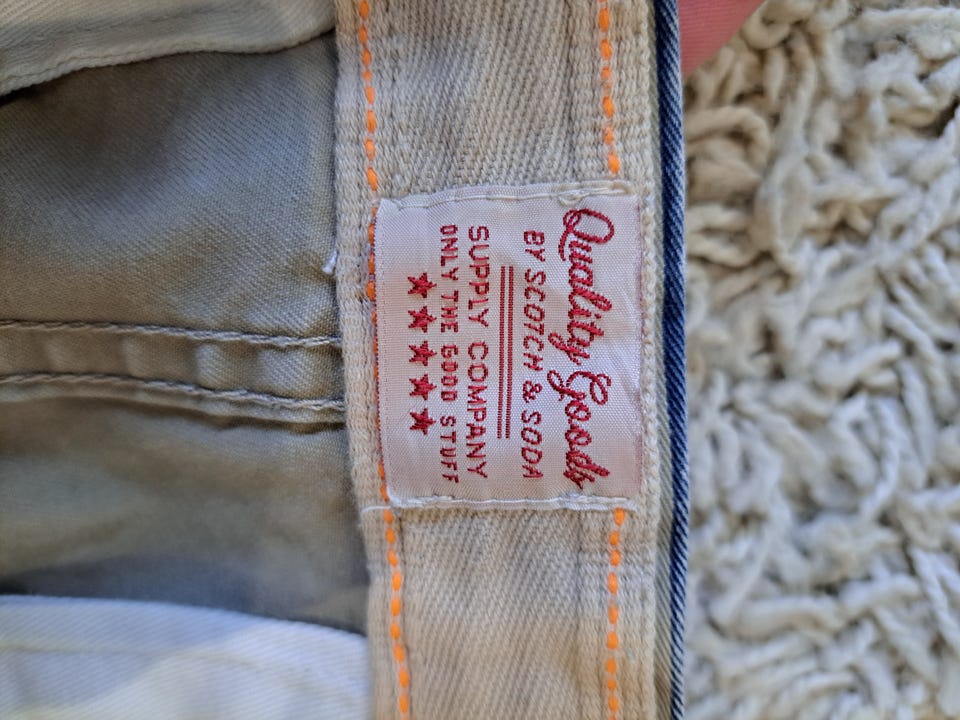 Quality Goods
BY SCOTCH & SODA
SUPPLY COMPANY
ONLY THE GOOD STUFF
★★★★★